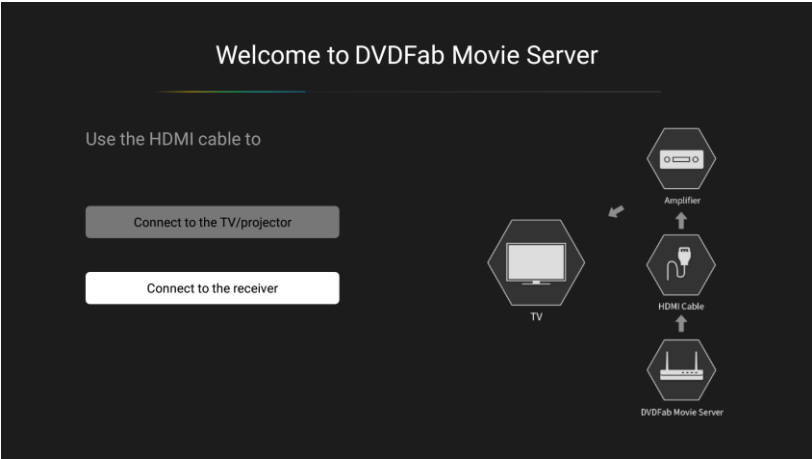 Welcome to DVDFab Movie Server
Use the HDMI cable to
Connect to the TV/projector
Connect to the receiver
Amplifier
HDMI Cable
TV
DVDFab Movie Server